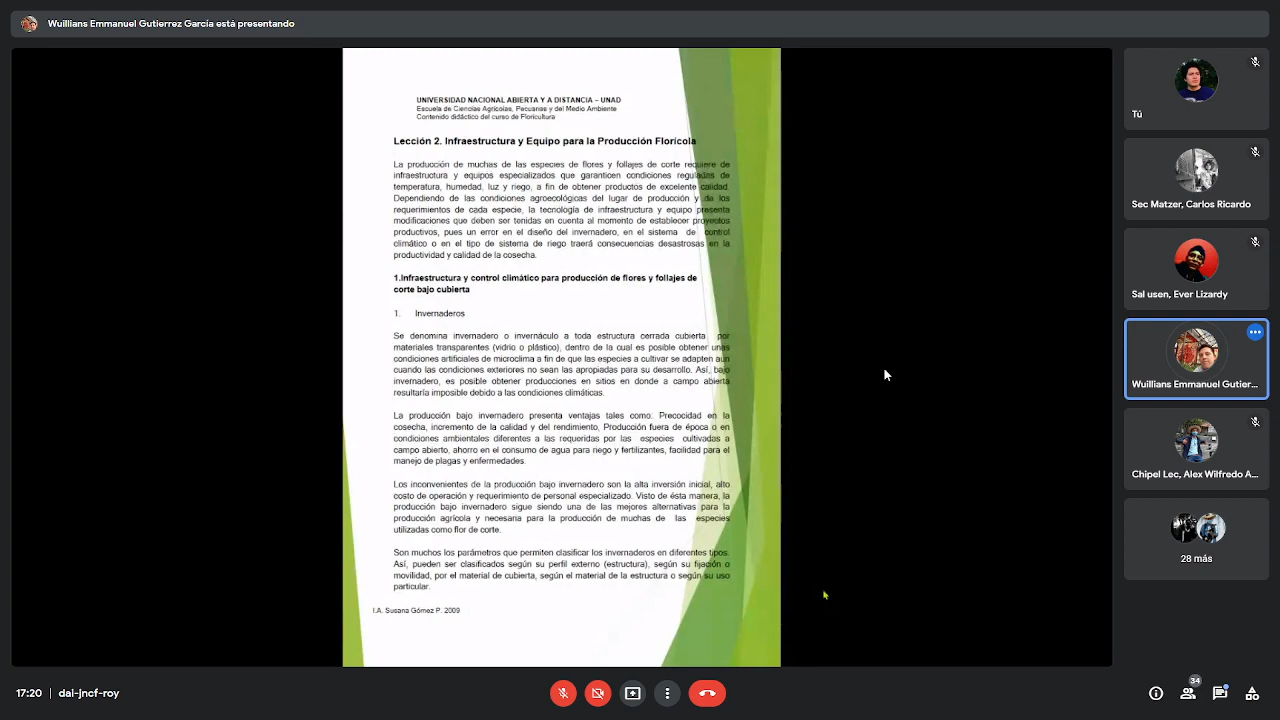 Wuilians Emmanuel Gutierrez García está presentando
UNIVERSIDAD NACIONAL ABIERTA Y A DISTANCIA – UNAD
Escuela de Ciencias Agrícolas, Pecuarias y del Medio Ambiente
Contenido didáctico del curso de Floricultura
Lección 2. Infraestructura y Equipo para la Producción Florícola
La producción de muchas de las especies de flores y follajes de corte requiere de
infraestructura y equipos especializados que garanticen condiciones reguladas de
temperatura, humedad, luz y riego, a fin de obtener productos de excelente calidad.
Dependiendo de las condiciones agroecológicas del lugar de producción y de los
requerimientos de cada especie, la tecnología de infraestructura y equipo presenta
modificaciones que deben ser tenidas en cuenta al momento de establecer proyectos
productivos, pues un error en el diseño del invernadero, en el sistema de control
climático o en el tipo de sistema de riego traerá consecuencias desastrosas en la
productividad y calidad de la cosecha.
1.Infraestructura y control climático para producción de flores y follajes de
corte bajo cubierta
1. Invernaderos
Se denomina invernadero o invernáculo a toda estructura cerrada cubierta por
materiales transparentes (vidrio o plástico), dentro de la cual es posible obtener unas
condiciones artificiales de microclima a fin de que las especies a cultivar se adapten aun
cuando las condiciones exteriores no sean las apropiadas para su desarrollo. Así, bajo
invernadero, es posible obtener producciones en sitios en donde a campo abierta
resultaría imposible debido a las condiciones climáticas.
La producción bajo invernadero presenta ventajas tales como: Precocidad en la
cosecha, incremento de la calidad y del rendimiento, Producción fuera de época o en
condiciones ambientales diferentes a las requeridas por las especies cultivadas a
campo abierto, ahorro en el consumo de agua para riego y fertilizantes, facilidad para el
manejo de plagas y enfermedades.
Los inconvenientes de la producción bajo invernadero son la alta inversión inicial, alto
costo de operación y requerimiento de personal especializado. Visto de ésta manera, la
producción bajo invernadero sigue siendo una de las mejores alternativas para la
producción agrícola y necesaria para la producción de muchas de las especies
utilizadas como flor de corte.
Son muchos los parámetros que permiten clasificar los invernaderos en diferentes tipos.
Así, pueden ser clasificados según su perfil externo (estructura), según su fijación o
movilidad, por el material de cubierta, según el material de la estructura o según su uso
particular.
I.A. Susana Gómez P. 2009
Tú
Sec Matzer, Carlos Ricardo
Sal usen, Ever Lizardy
Wuillians Emmanuel Gutier...
Chipel Lec, Alex Wilfredo A...
28 más
17:20 | dai-jncf-roy
34